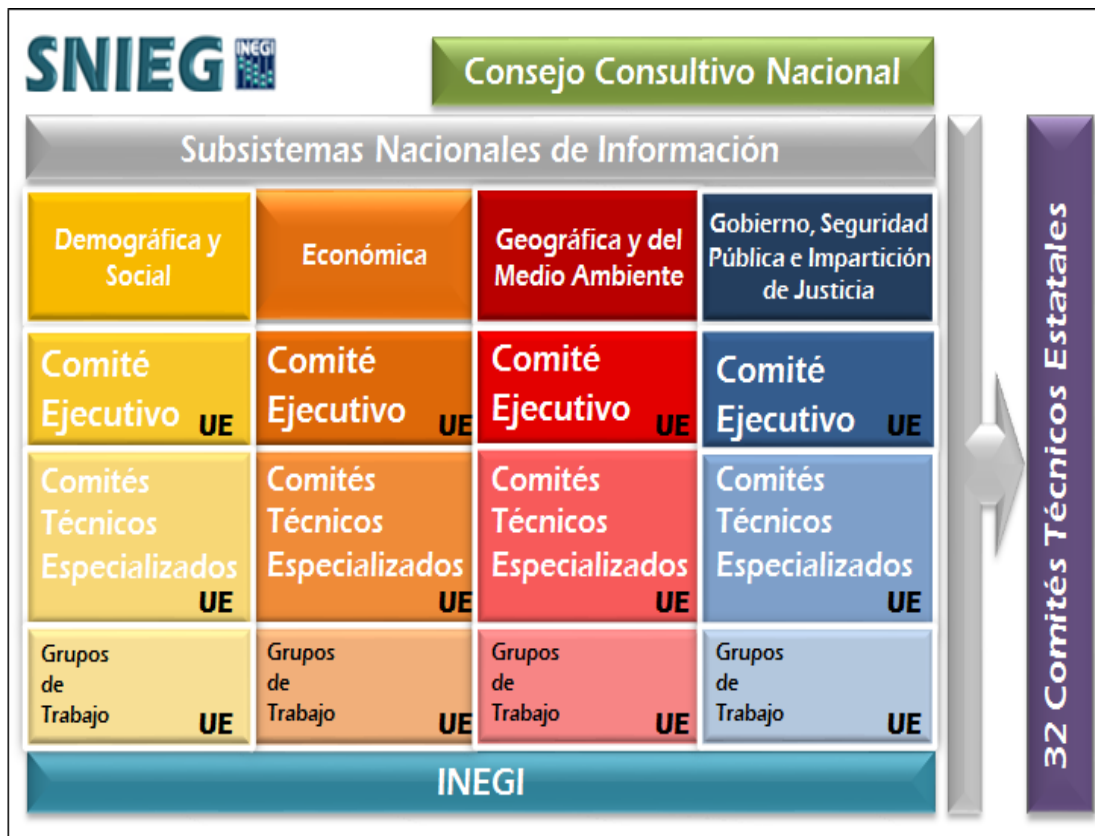 SNIEG INEGI
Consejo Consultivo Nacional
Subsistemas Nacionales de Información
Demográfica y
Social
Económica
Geográfica y del
Medio Ambiente
Gobierno, Seguridad
Pública e Impartición
de Justicia
Comité
Ejecutivo UE
Comité
Ejecutivo UE
Comité
Ejecutivo UE
Comité
Ejecutivo UE
Comités
Técnicos
Especializados
UE
Comités
Técnicos
Especializados
UE
Comités
Técnicos
Especializados
UE
Comités
Técnicos
Especializados
UE
Grupos
de
Trabajo UE
Grupos
de
Trabajo UE
Grupos
de
Trabajo UE
Grupos
de
Trabajo UE
INEGI
32 Comités Técnicos Estatales